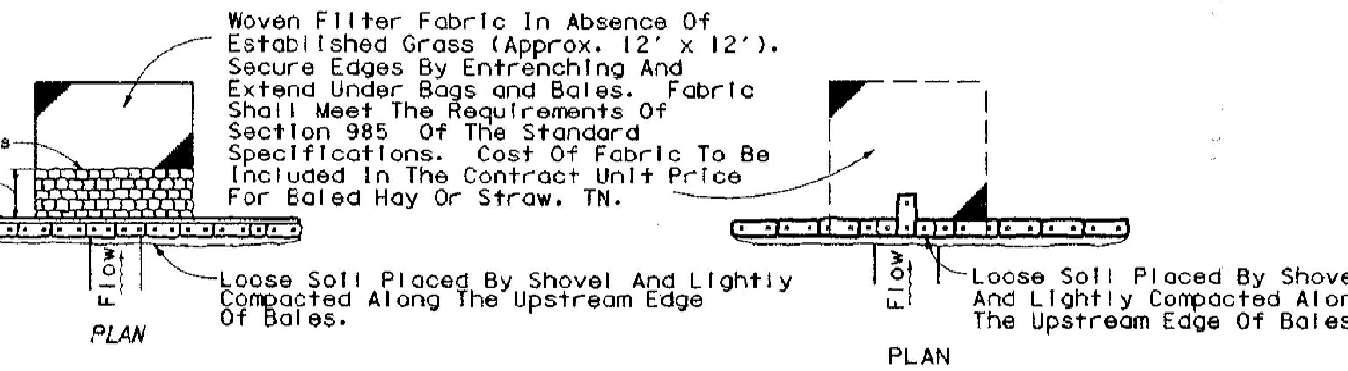 Woven Filter Fabric In Absence Of
Established Grass (Approx. 12' x 12').
Secure Edges By Entrenching And
Extend Under Bags and Bales. Fabric
Shall Meet The Requirements Of
Section 985 Of The Standard
Specifications. Cost Of Fabric To Be
Included In The Contract Unit Price
For Baled Hay Or Straw, TN.
s
Flow
Loose Soil Placed By Shovel And Lightly
Compacted Along The Upstream Edge
Of Bales.
PLAN
Flow
Loose Soil Placed By Shove
And Lightly Compacted Alon
The Upstream Edge Of Bales
PLAN